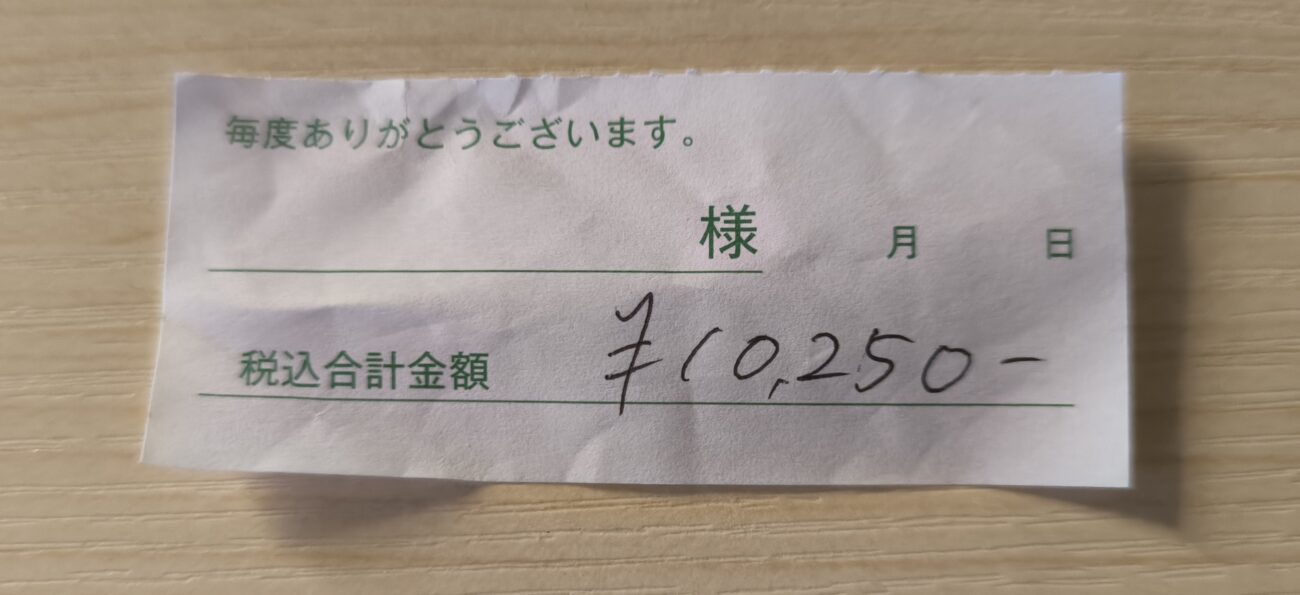 毎度ありがとうございます。
様 月 日
税込合計金額 ¥10,250-